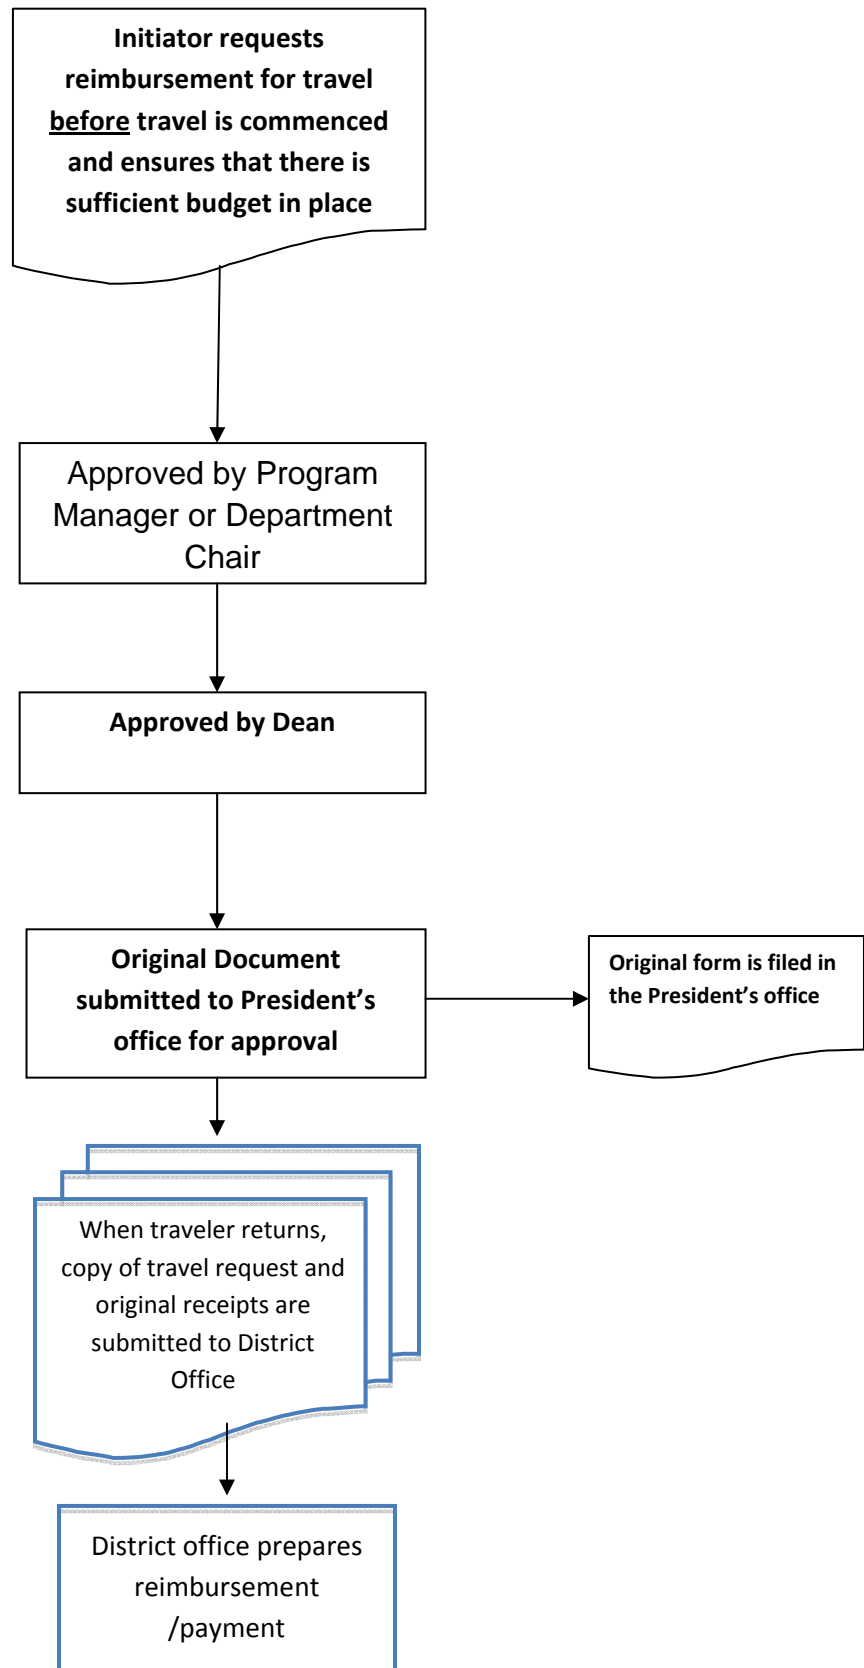 Initiator requests
reimbursement for travel
before travel is commenced
and ensures that there is
sufficient budget in place
Approved by Program
Manager or Department
Chair
Approved by Dean
Original Document
submitted to President’s
office for approval
Original form is filed in
the President’s office
When traveler returns,
copy of travel request and
original receipts are
submitted to District
Office
District office prepares
reimbursement
/payment